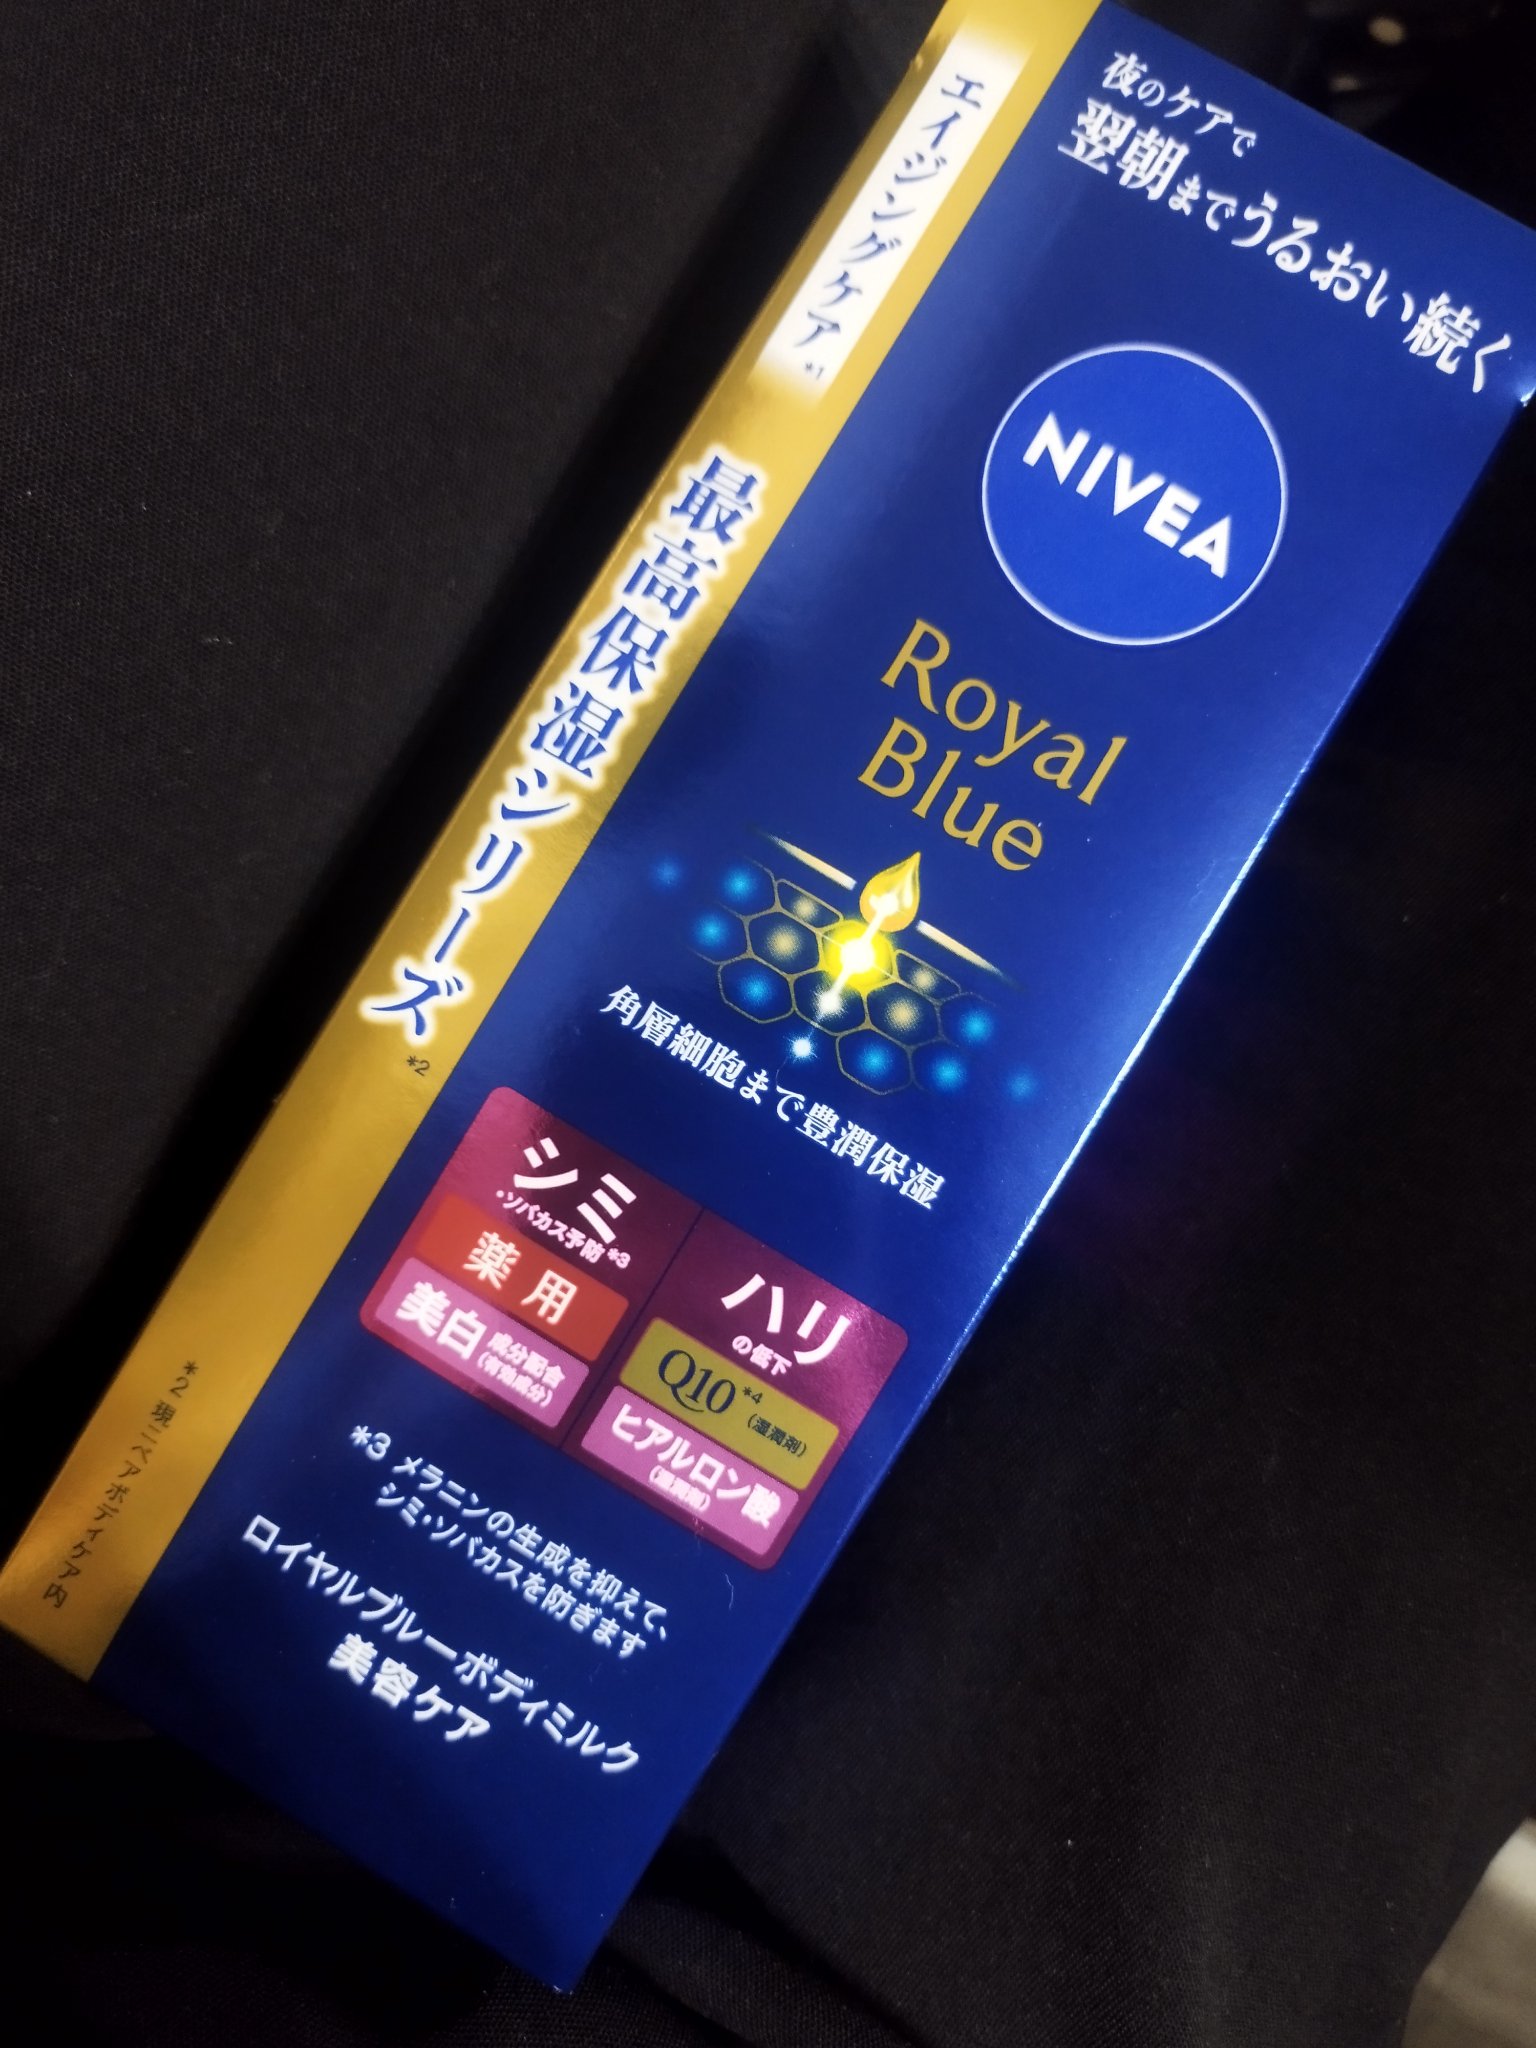 エイジングケア*1
最高保湿シリーズ*2
*2 現ニベアボディケア内
夜のケアで
翌朝までうるおい続く
NIVEA
Royal
Blue
角層細胞まで豊潤保湿
シミ
・ソバカス予防*3
薬用
美白 成分配合
(有効成分)
ハリ
の低下
Q10*4 (湿潤剤)
ヒアルロン酸
(湿潤剤)
*3 メラニンの生成を抑えて、
シミ・ソバカスを防ぎます
ロイヤルブルーボディミルク
美容ケア